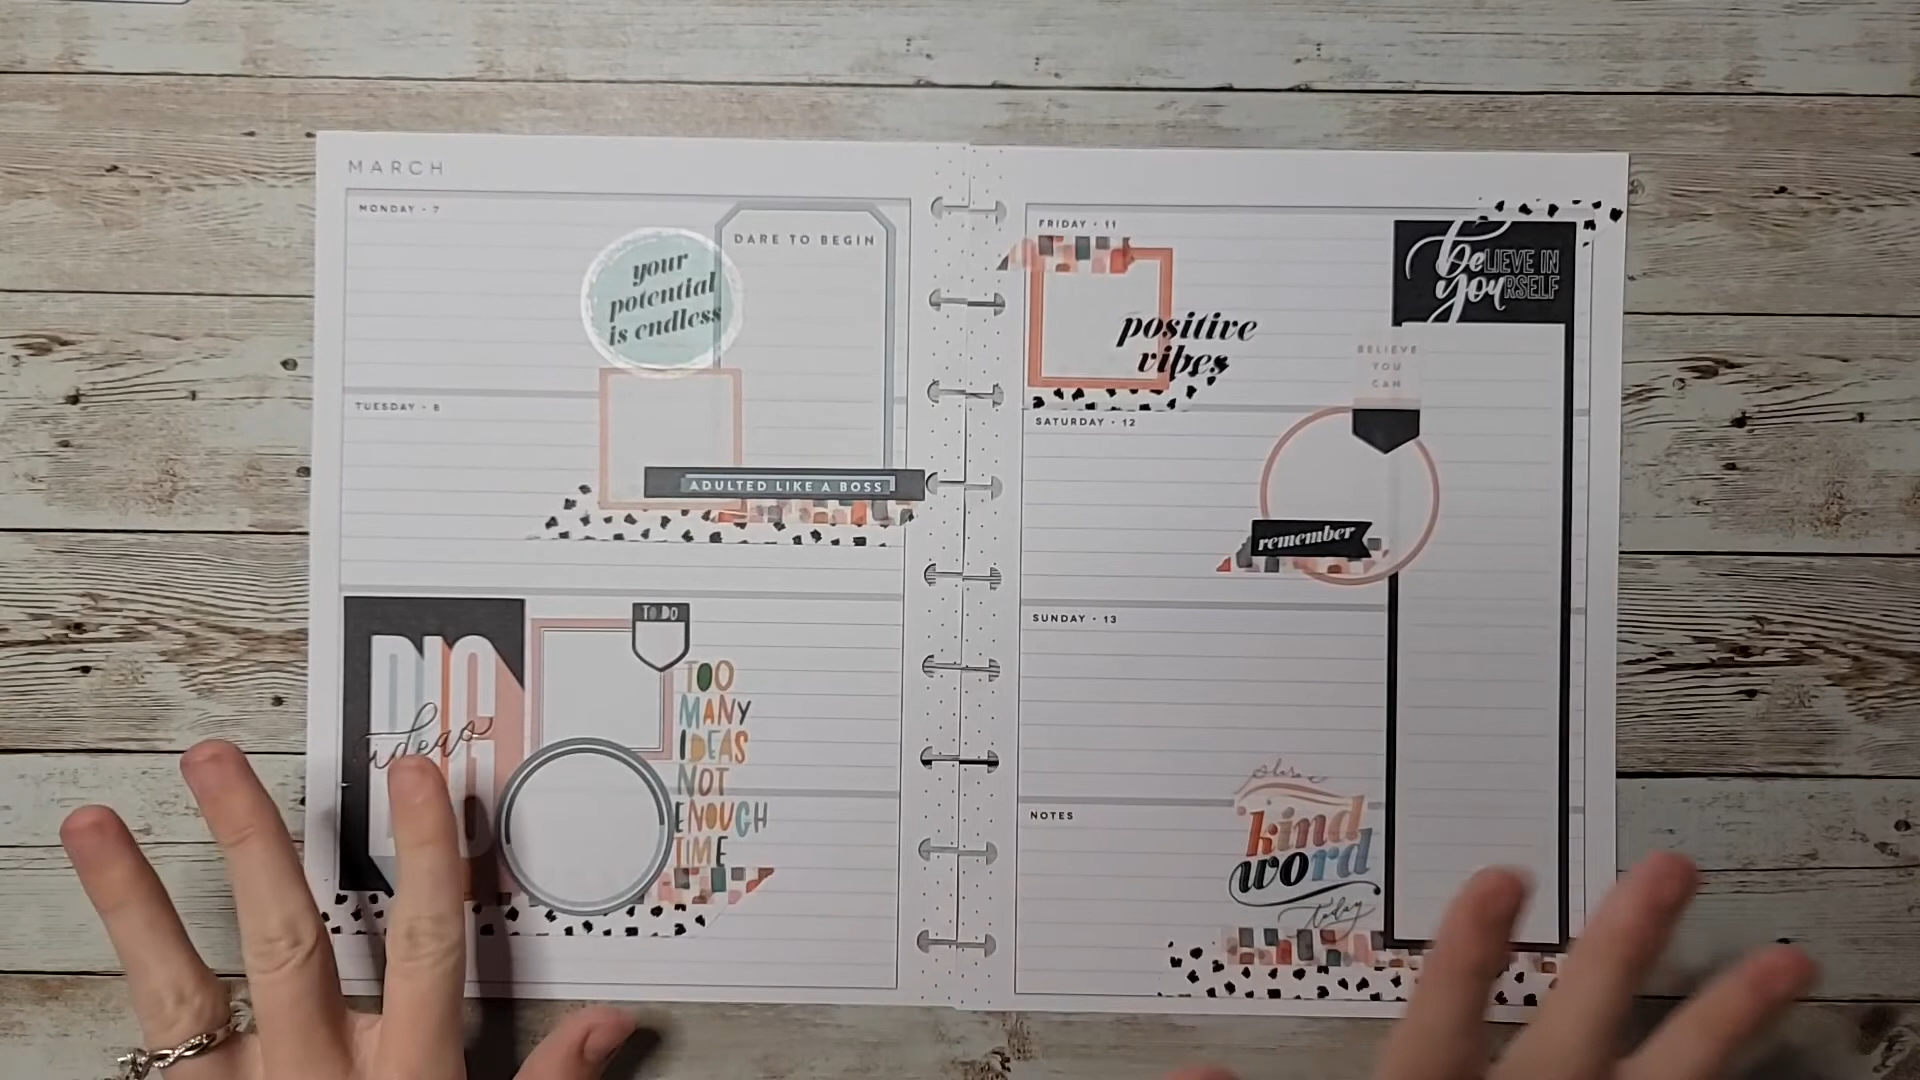 MARCH
MONDAY · 7
your
potential
is endless
DARE TO BEGIN
TUESDAY · 8
ADULTED LIKE A BOSS
BIG
ideas
TO DO
TOO
MANY
IDEAS
NOT
ENOUGH
TIME
FRIDAY · 11
positive
vibes
beLIEVE IN
youRSELF
BELIEVE
YOU
CAN
SATURDAY · 12
remember
SUNDAY · 13
NOTES
kind
word
today